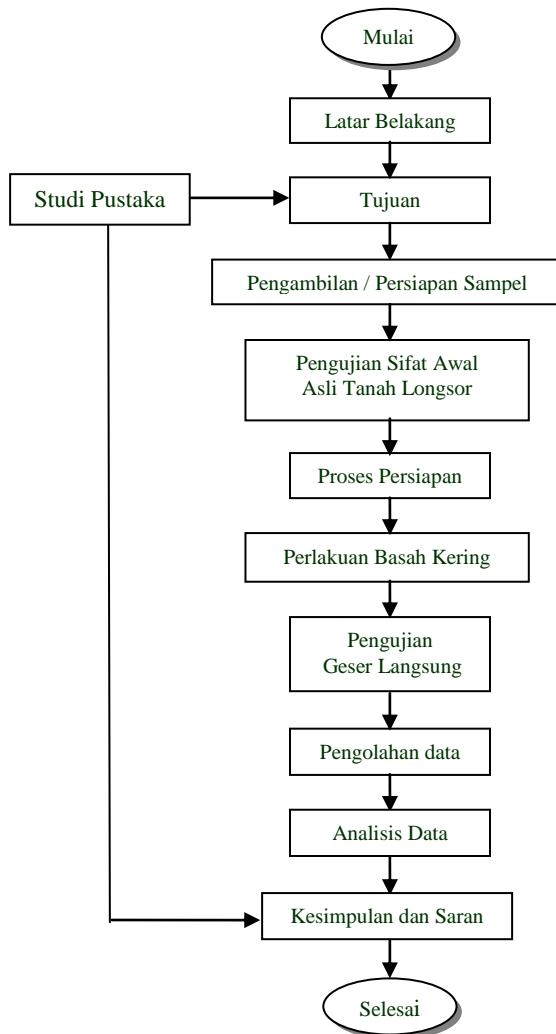 Mulai
Latar Belakang
Studi Pustaka
Tujuan
Pengambilan / Persiapan Sampel
Pengujian Sifat Awal
Asli Tanah Longsor
Proses Persiapan
Perlakuan Basah Kering
Pengujian
Geser Langsung
Pengolahan data
Analisis Data
Kesimpulan dan Saran
Selesai